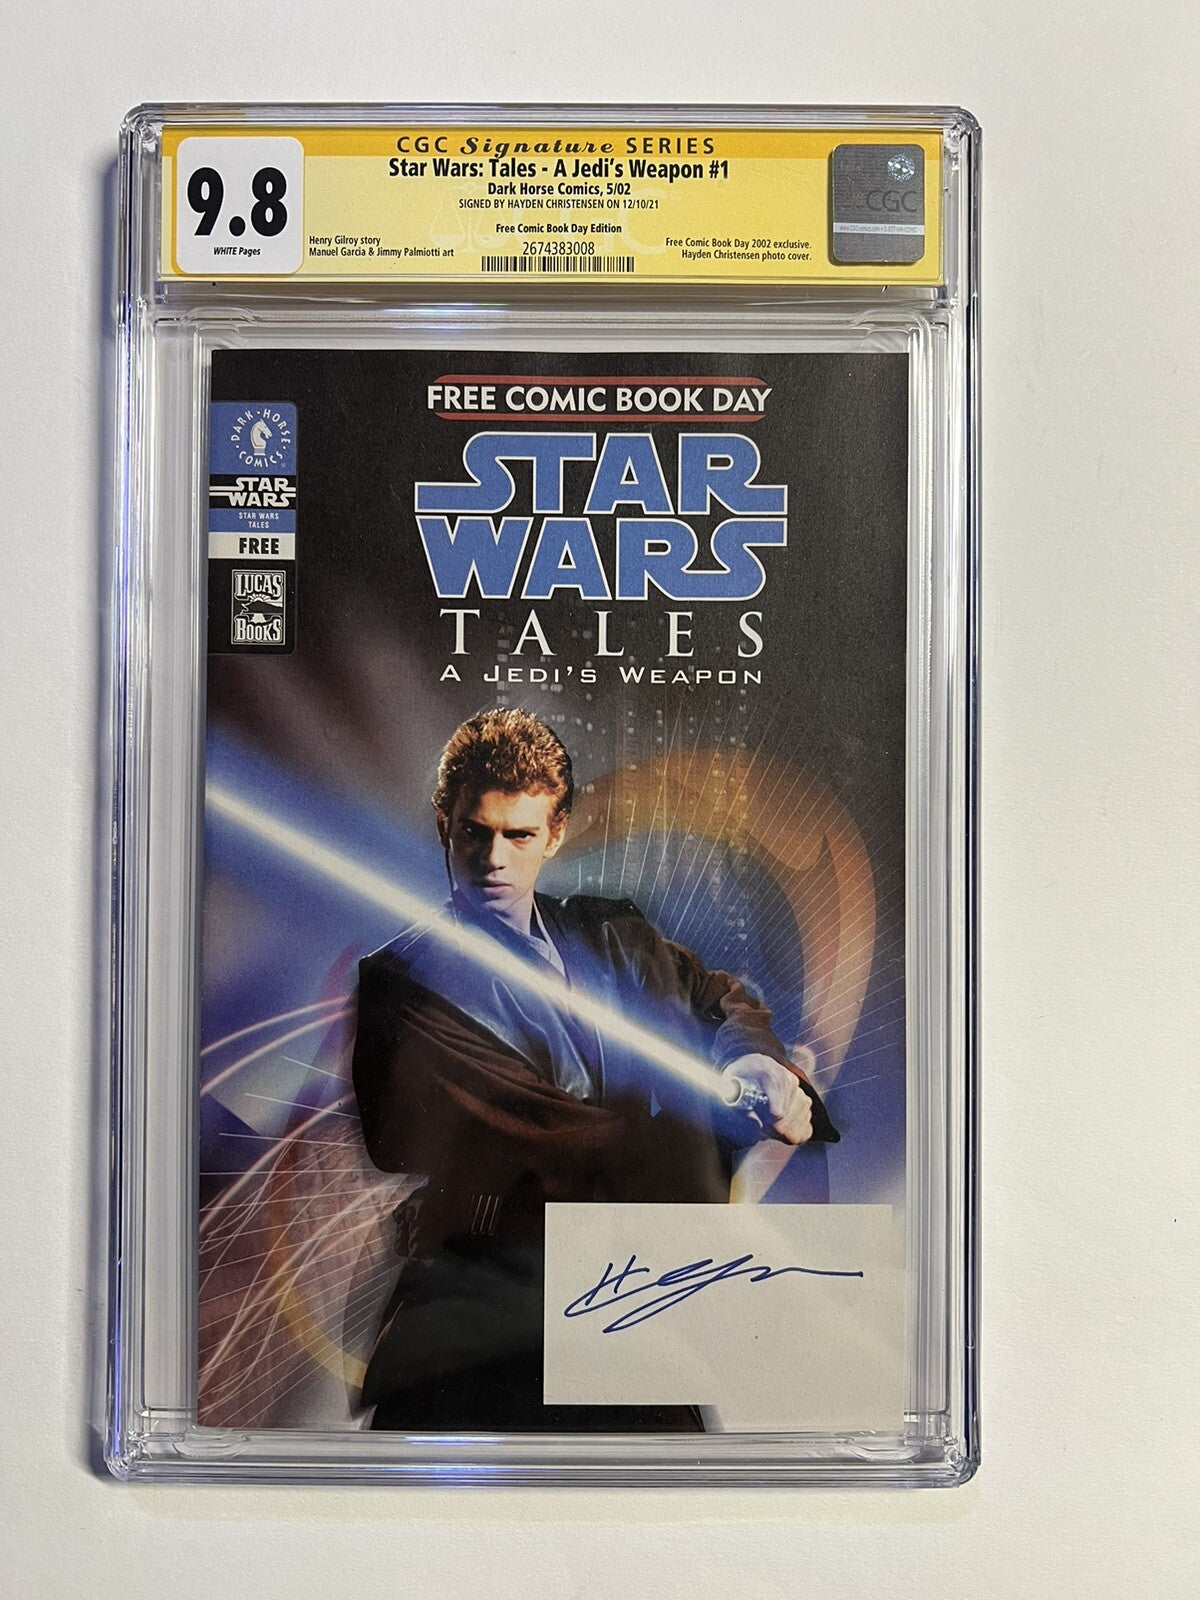 CGC Signature SERIES
Star Wars: Tales - A Jedi's Weapon #1
Dark Horse Comics, 5/02
SIGNED BY HAYDEN CHRISTENSEN ON 12/10/21
Free Comic Book Day Edition
2674383008
9.8
WHITE Pages
Henry Gilroy story
Manuel Garcia & Jimmy Palmiotti art
Free Comic Book Day 2002 exclusive.
Hayden Christensen photo cover.
CGC
FREE COMIC BOOK DAY
STAR
WARS
TALES
A JEDI'S WEAPON
DARK HORSE
COMICS
STAR
WARS
STAR WARS
TALES
FREE
LUCAS
BOOKS